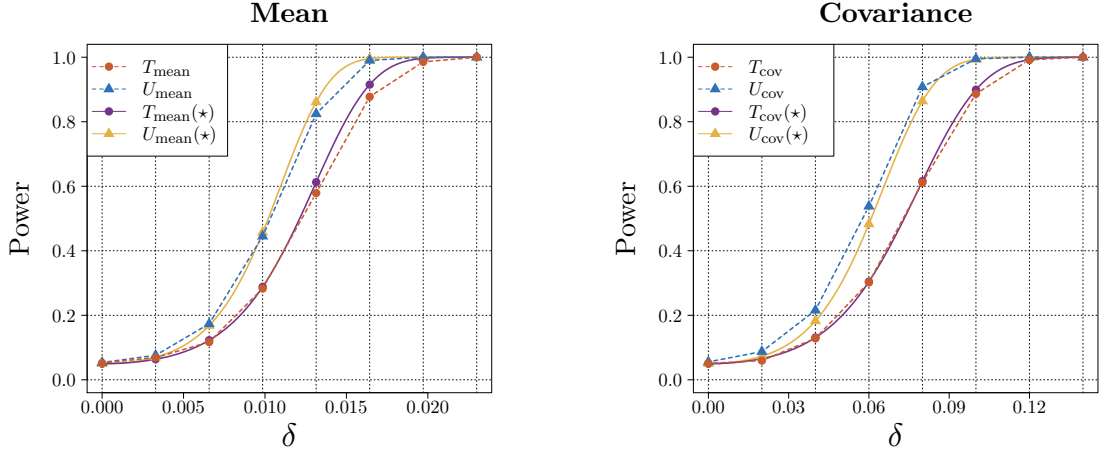 Mean
T_mean
U_mean
T_mean(⋆)
U_mean(⋆)
Power
1.0
0.8
0.6
0.4
0.2
0.0
0.000
0.005
0.010
0.015
0.020
δ
Covariance
T_cov
U_cov
T_cov(⋆)
U_cov(⋆)
Power
1.0
0.8
0.6
0.4
0.2
0.0
0.00
0.03
0.06
0.09
0.12
δ